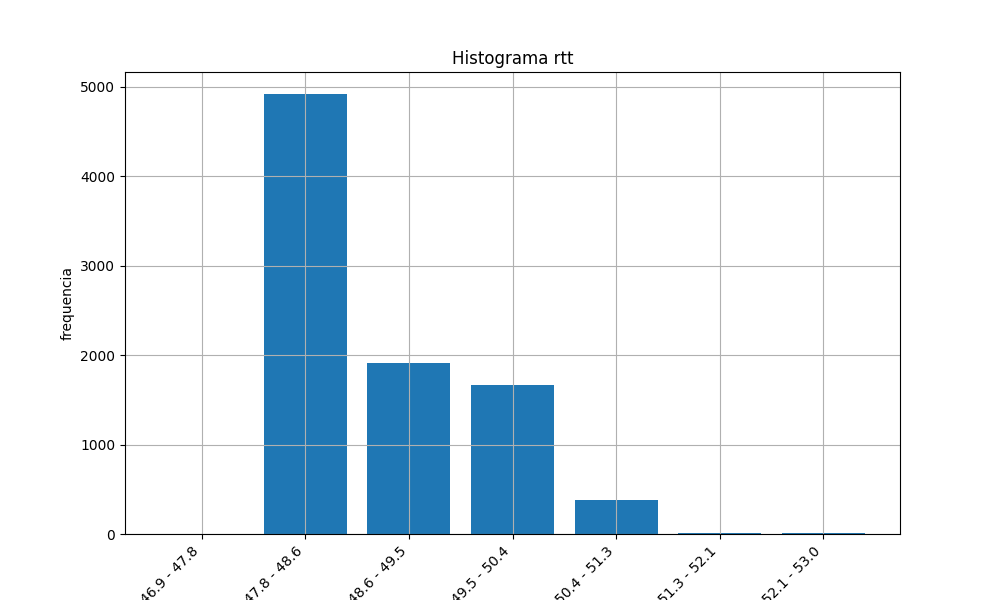 Histograma rtt
5000
4000
3000
2000
1000
0
frequencia
46.9 - 47.8
47.8 - 48.6
48.6 - 49.5
49.5 - 50.4
50.4 - 51.3
51.3 - 52.1
52.1 - 53.0